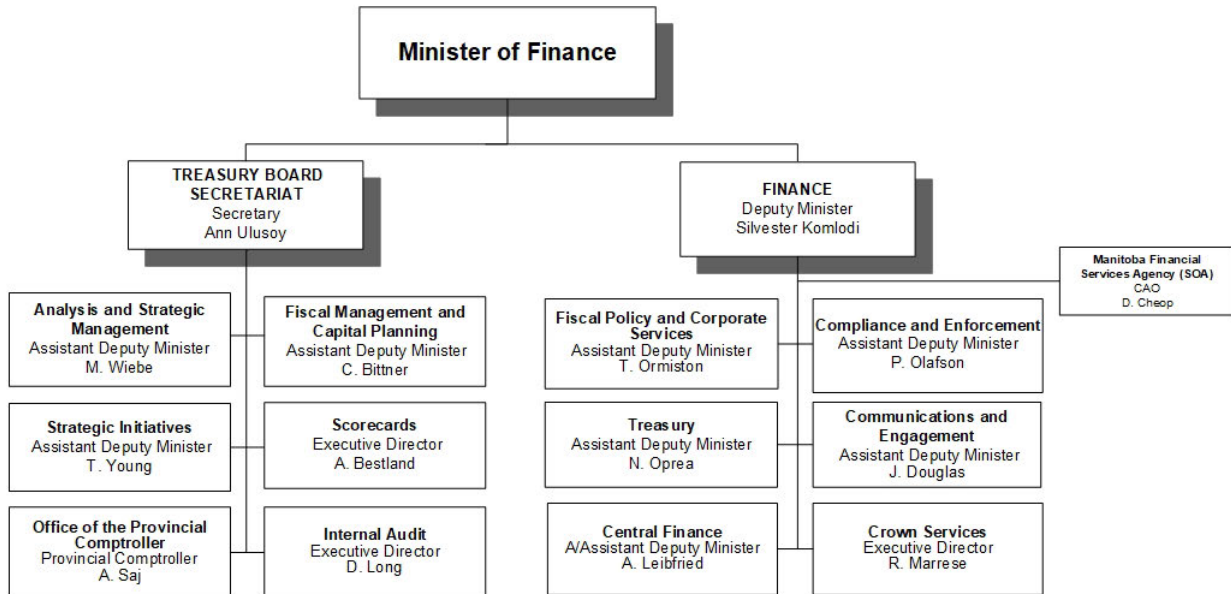 Minister of Finance
TREASURY BOARD
SECRETARIAT
Secretary
Ann Ulusoy
FINANCE
Deputy Minister
Silvester Komlodi
Manitoba Financial
Services Agency (SOA)
CAO
D. Cheop
Analysis and Strategic
Management
Assistant Deputy Minister
M. Wiebe
Fiscal Management and
Capital Planning
Assistant Deputy Minister
C. Bittner
Fiscal Policy and Corporate
Services
Assistant Deputy Minister
T. Ormiston
Compliance and Enforcement
Assistant Deputy Minister
P. Olafson
Strategic Initiatives
Assistant Deputy Minister
T. Young
Scorecards
Executive Director
A. Bestland
Treasury
Assistant Deputy Minister
N. Oprea
Communications and
Engagement
Assistant Deputy Minister
J. Douglas
Office of the Provincial
Comptroller
Provincial Comptroller
A. Saj
Internal Audit
Executive Director
D. Long
Central Finance
A/Assistant Deputy Minister
A. Leibfried
Crown Services
Executive Director
R. Marrese